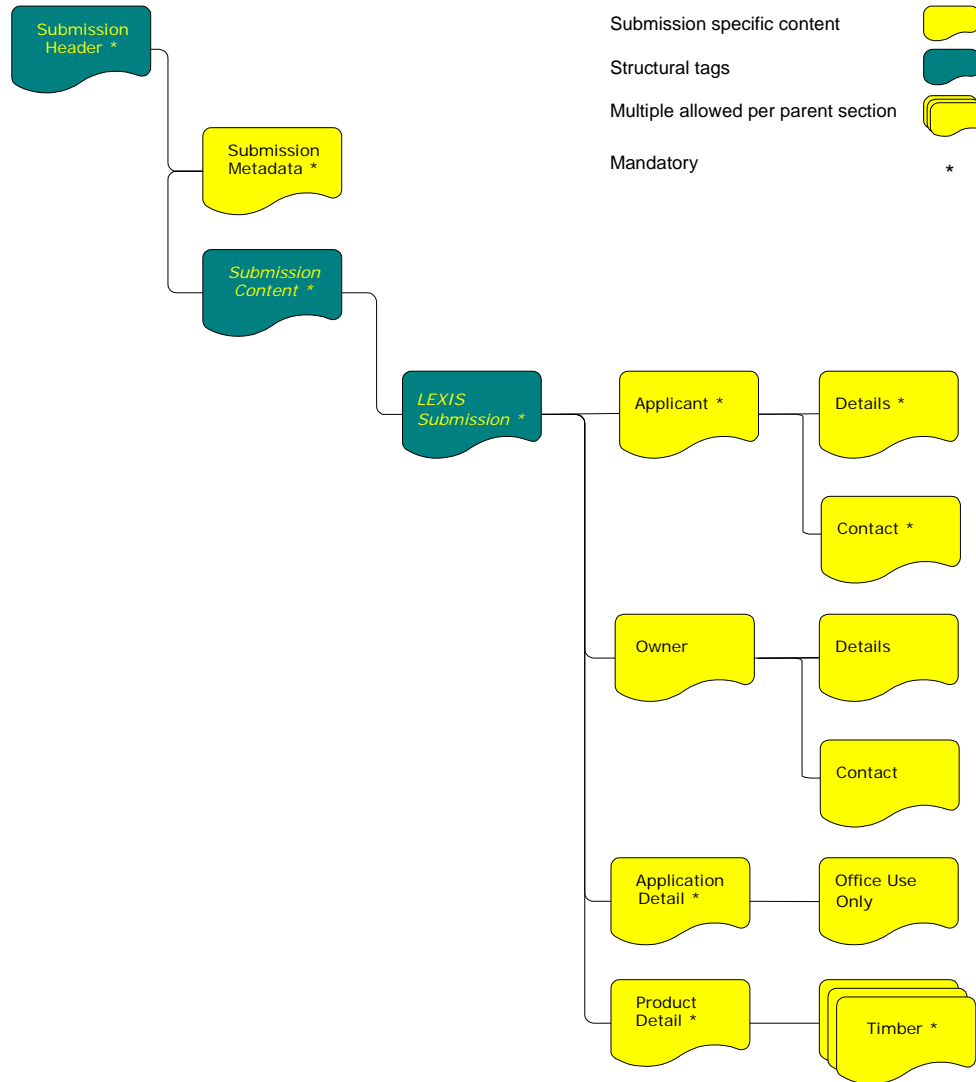 Submission
Header *
Submission specific content
Structural tags
Multiple allowed per parent section
Mandatory *
Submission
Metadata *
Submission
Content *
LEXIS
Submission *
Applicant *
Details *
Contact *
Owner
Details
Contact
Application
Detail *
Office Use
Only
Product
Detail *
Timber *